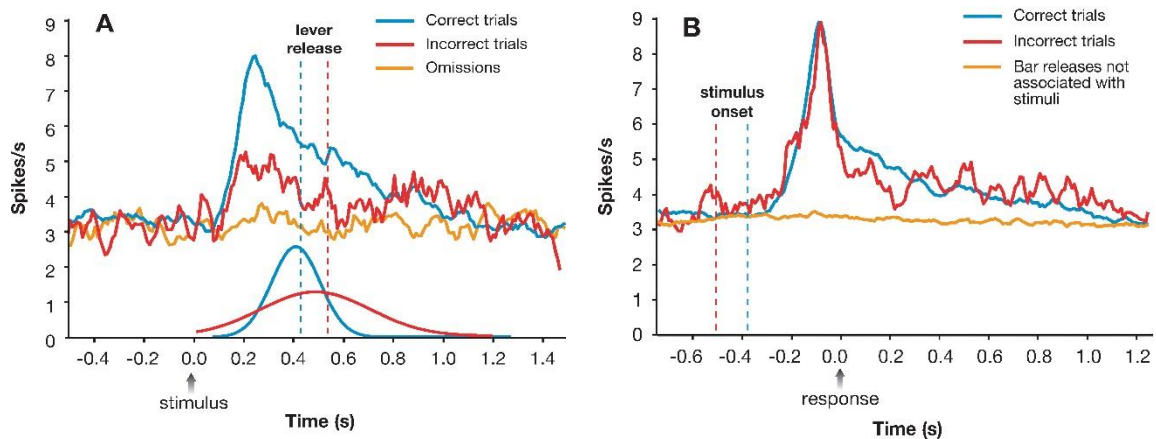 A
Correct trials
Incorrect trials
Omissions
lever
release
Spikes/s
9
8
7
6
5
4
3
2
1
0
-0.4 -0.2 0.0 0.2 0.4 0.6 0.8 1.0 1.2 1.4
stimulus
Time (s)
B
Correct trials
Incorrect trials
Bar releases not
associated with
stimuli
stimulus
onset
Spikes/s
9
8
7
6
5
4
3
2
1
0
-0.6 -0.4 -0.2 0.0 0.2 0.4 0.6 0.8 1.0 1.2
response
Time (s)